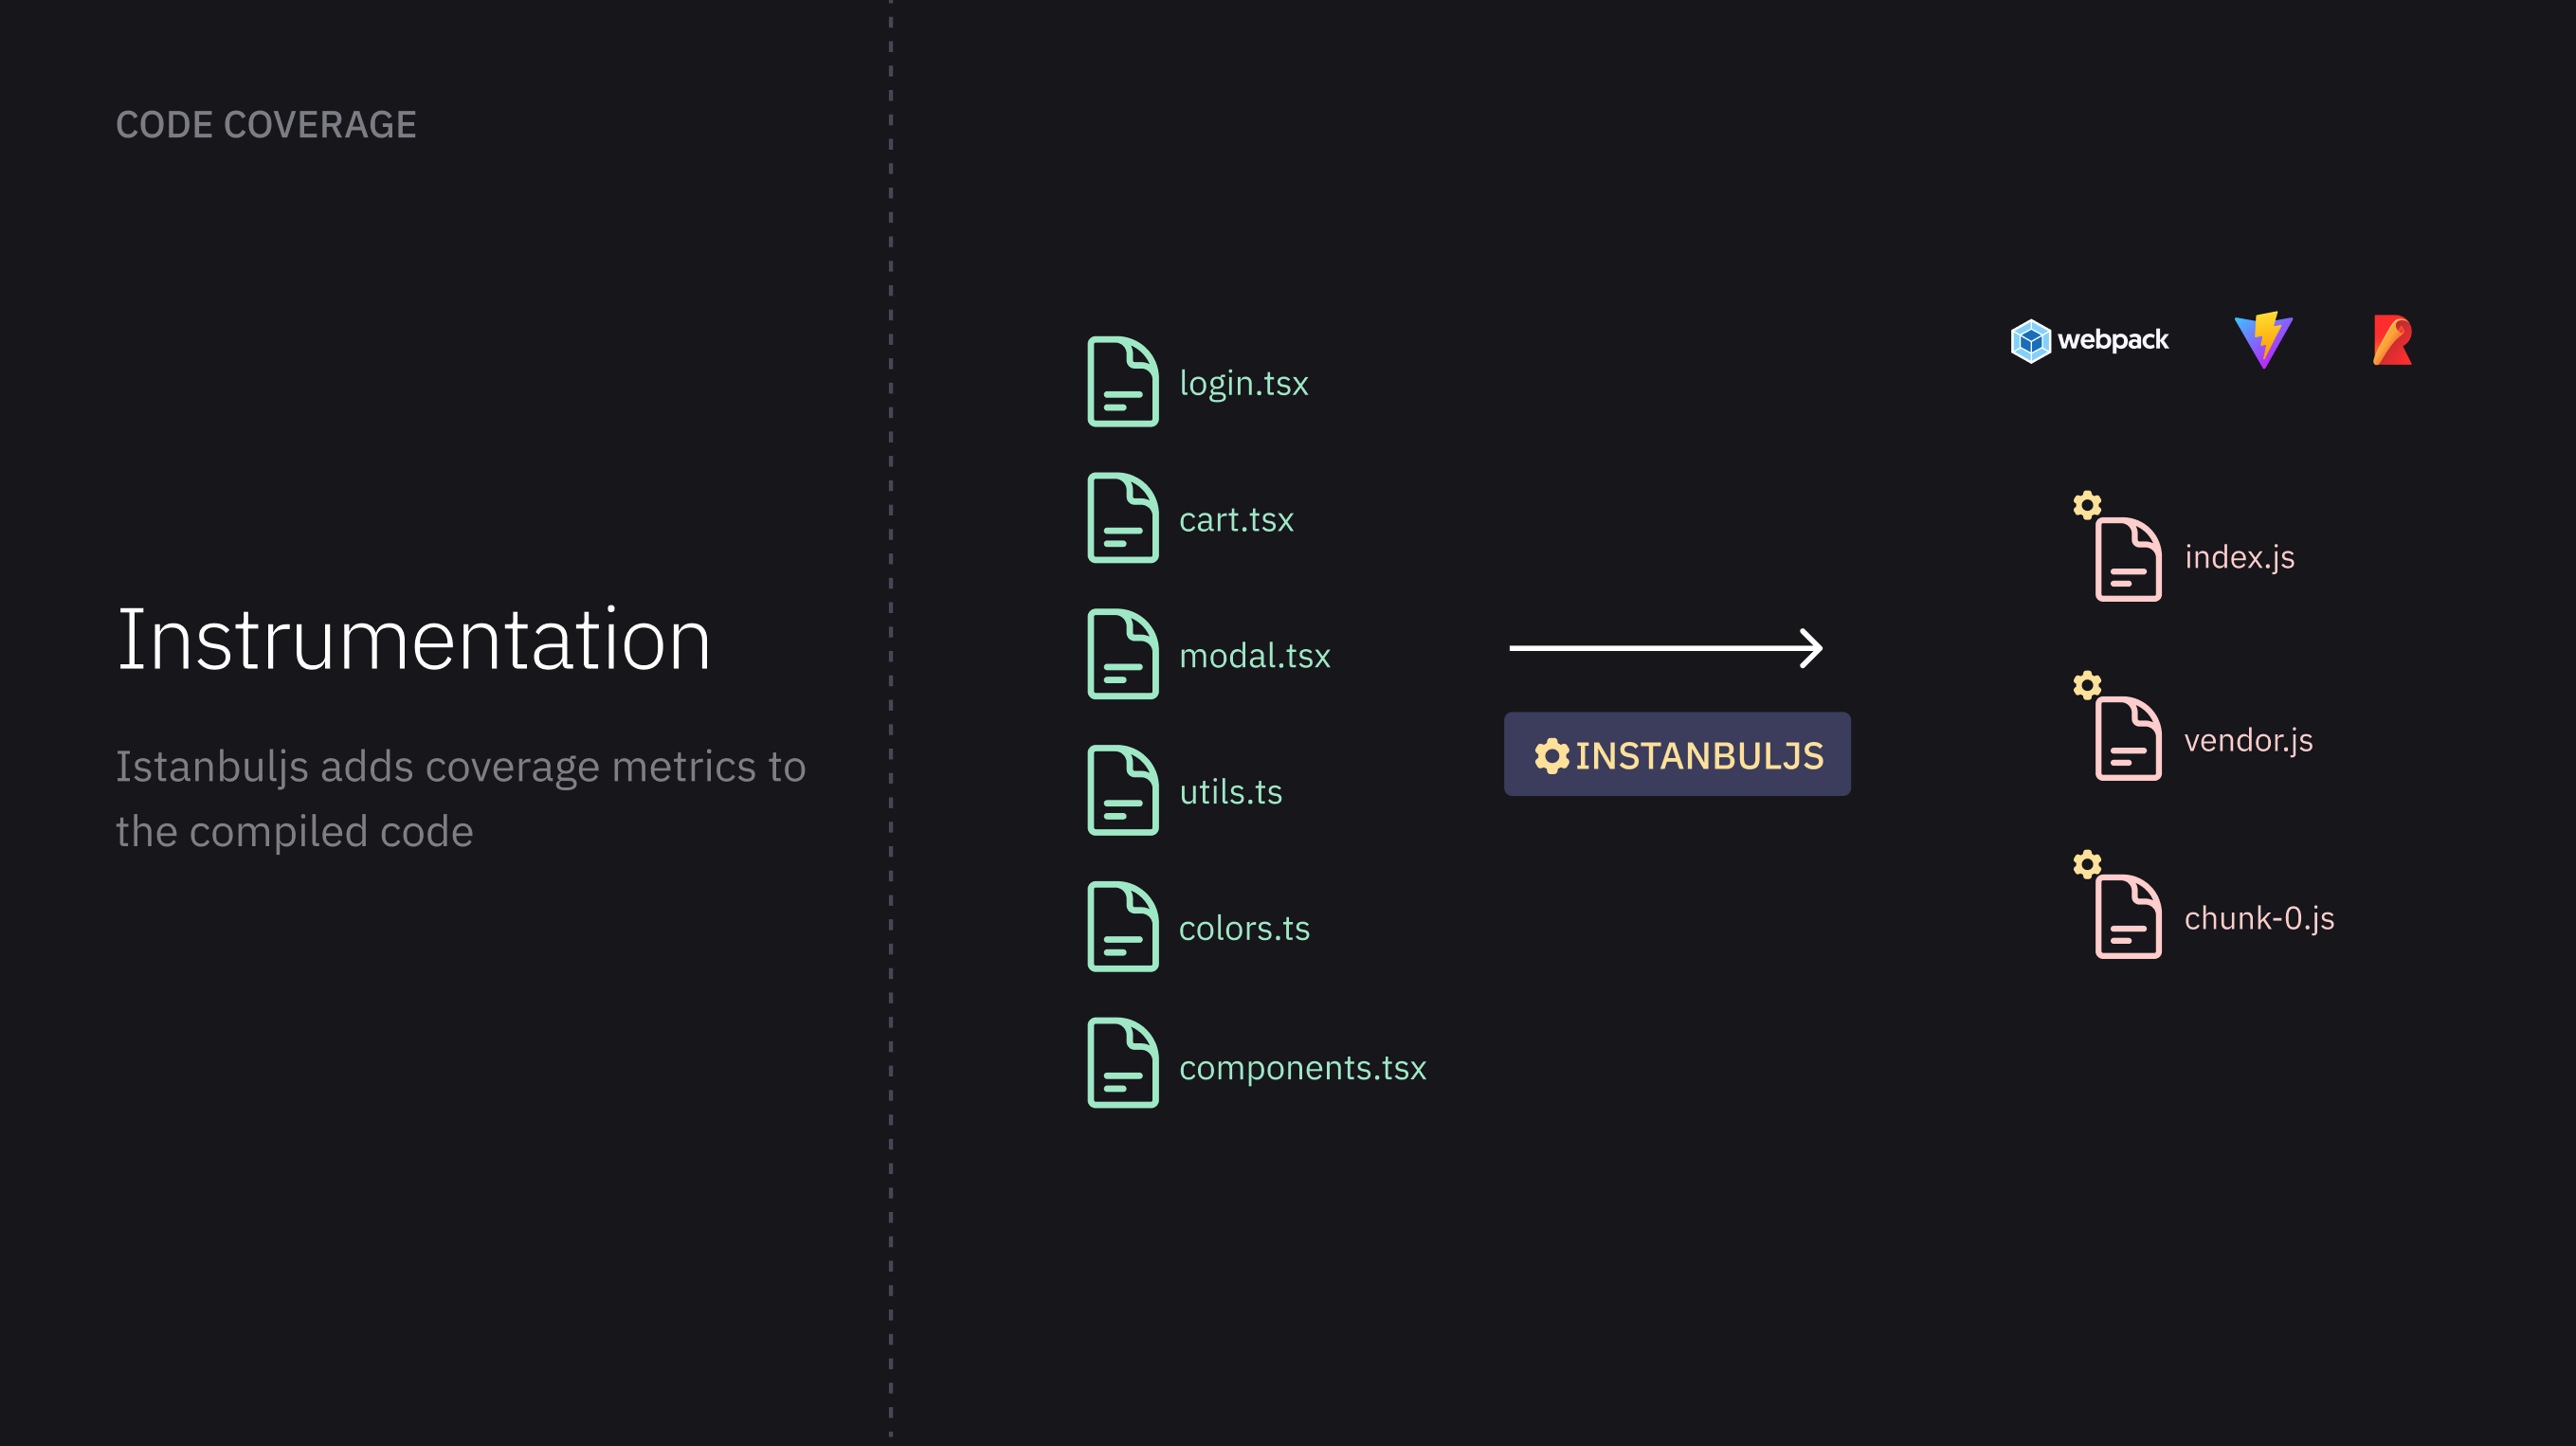 CODE COVERAGE
Instrumentation
Istanbuljs adds coverage metrics to
the compiled code
login.tsx
cart.tsx
modal.tsx
utils.ts
colors.ts
components.tsx
INSTANBULJS
webpack
index.js
vendor.js
chunk-0.js